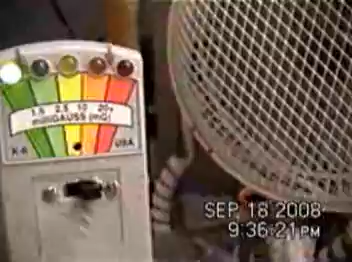 1.5 2.5 10 20+
milliGAUSS (mG)
K-II USA
SEP. 18 2008
9:36:21 PM